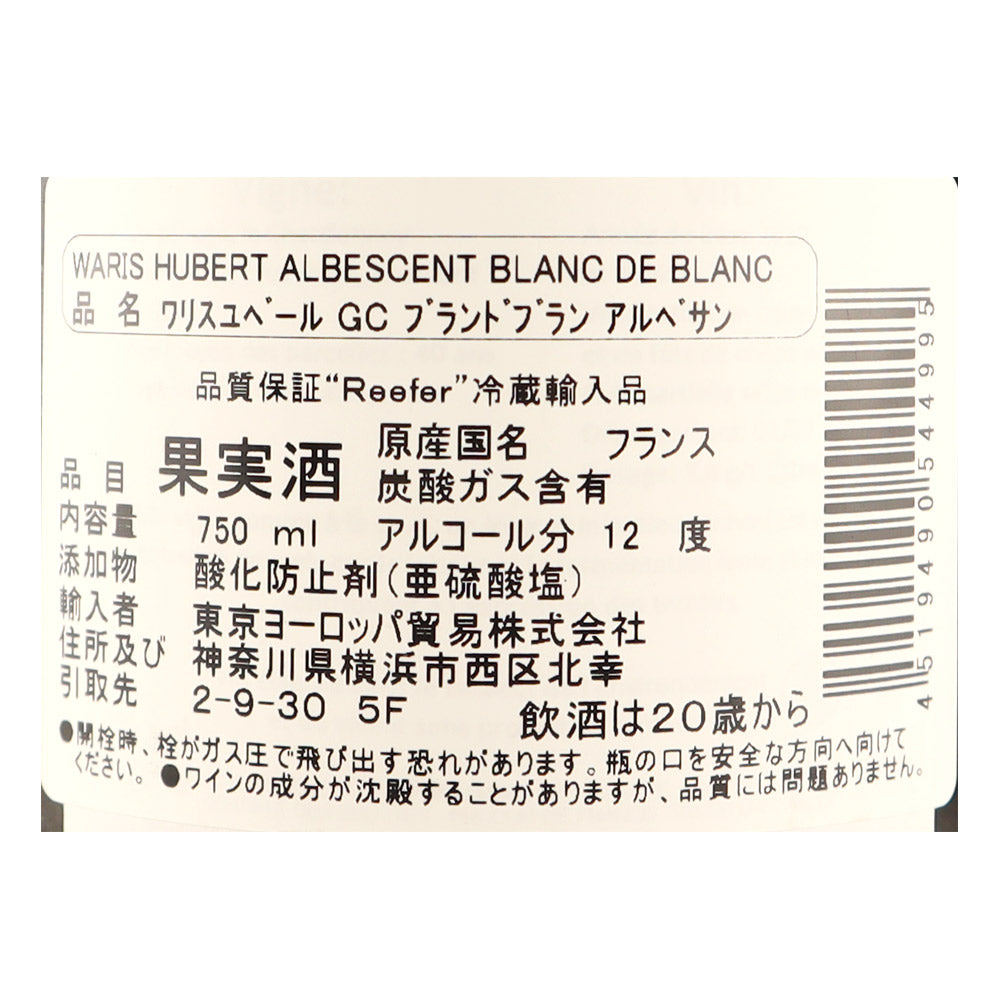 WARIS HUBERT ALBESCENT BLANC DE BLANC
品 名 ワリスユベール GC ブランドブラン アルベサン
品質保証“Reefer”冷蔵輸入品
品 目 果実酒 原産国名 フランス
炭酸ガス含有
内容量 750 ml アルコール分 12 度
添加物 酸化防止剤(亜硫酸塩)
輸入者 東京ヨーロッパ貿易株式会社
住所及び 神奈川県横浜市西区北幸
引取先 2-9-30 5F
飲酒は20歳から
●開栓時、栓がガス圧で飛び出す恐れがあります。瓶の口を安全な方向へ向けて
ください。●ワインの成分が沈殿することがありますが、品質には問題ありません。
4519490544995